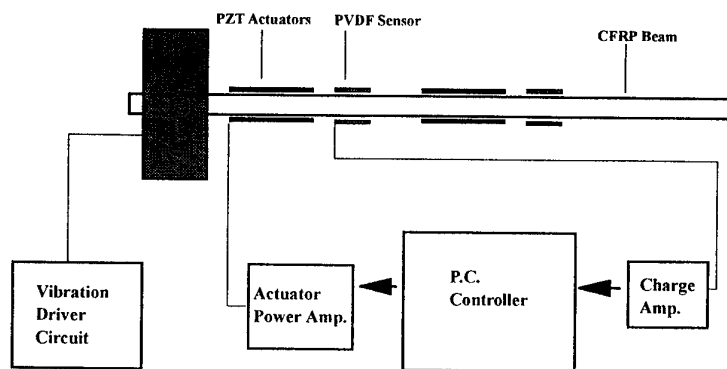 PZT Actuators
PVDF Sensor
CFRP Beam
Vibration
Driver
Circuit
Actuator
Power Amp.
P.C.
Controller
Charge
Amp.